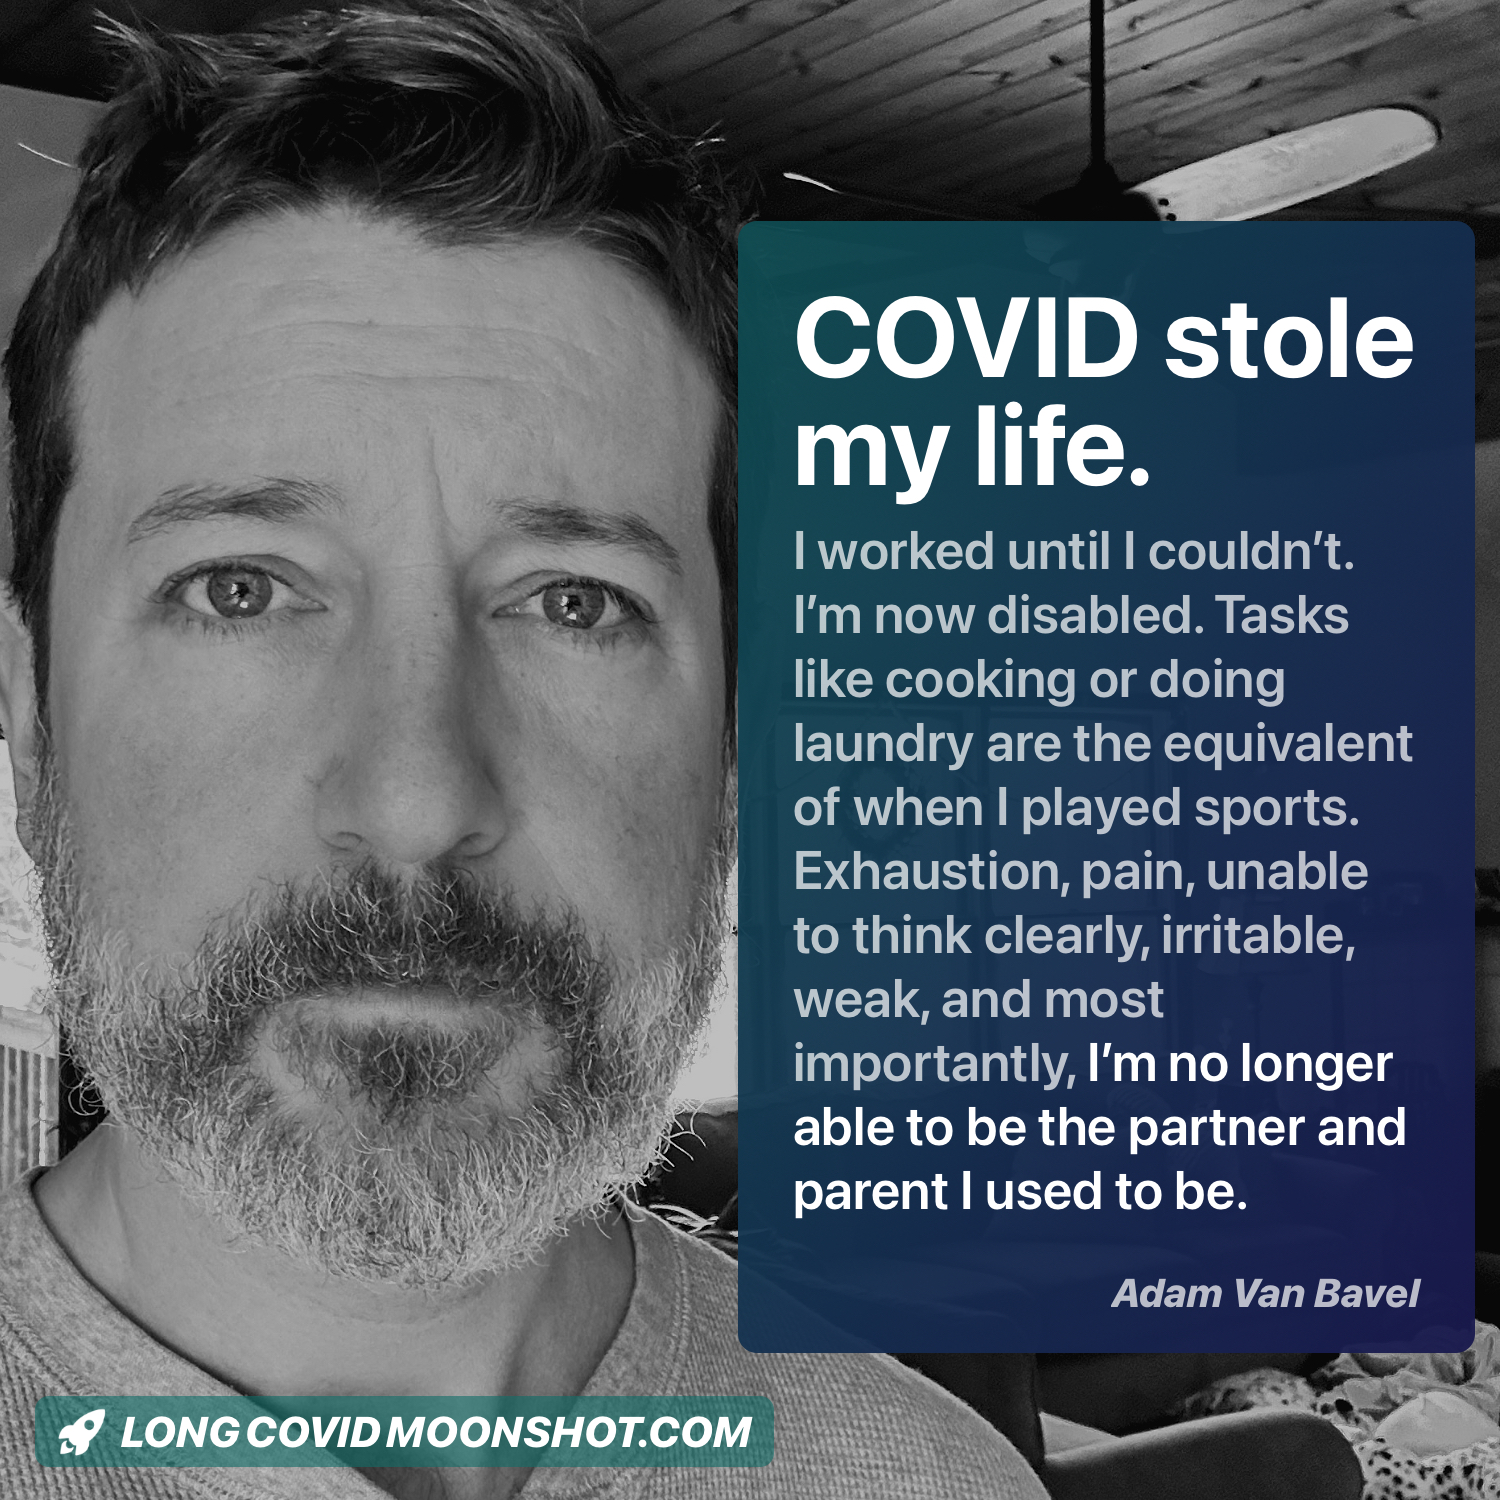 COVID stole
my life.
I worked until I couldn’t.
I’m now disabled. Tasks
like cooking or doing
laundry are the equivalent
of when I played sports.
Exhaustion, pain, unable
to think clearly, irritable,
weak, and most
importantly, I’m no longer
able to be the partner and
parent I used to be.
Adam Van Bavel
LONG COVID MOONSHOT.COM